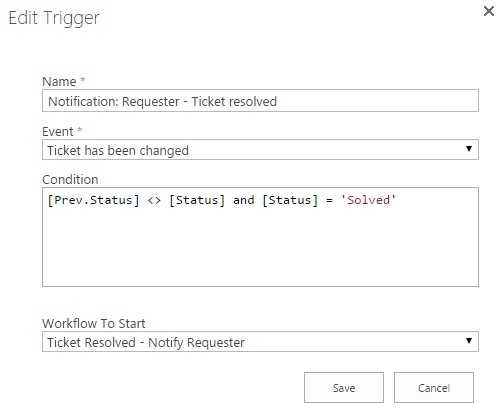 Edit Trigger
Name *
Notification: Requester - Ticket resolved
Event *
Ticket has been changed
Condition
[Prev.Status] <> [Status] and [Status] = 'Solved'
Workflow To Start
Ticket Resolved - Notify Requester
Save Cancel